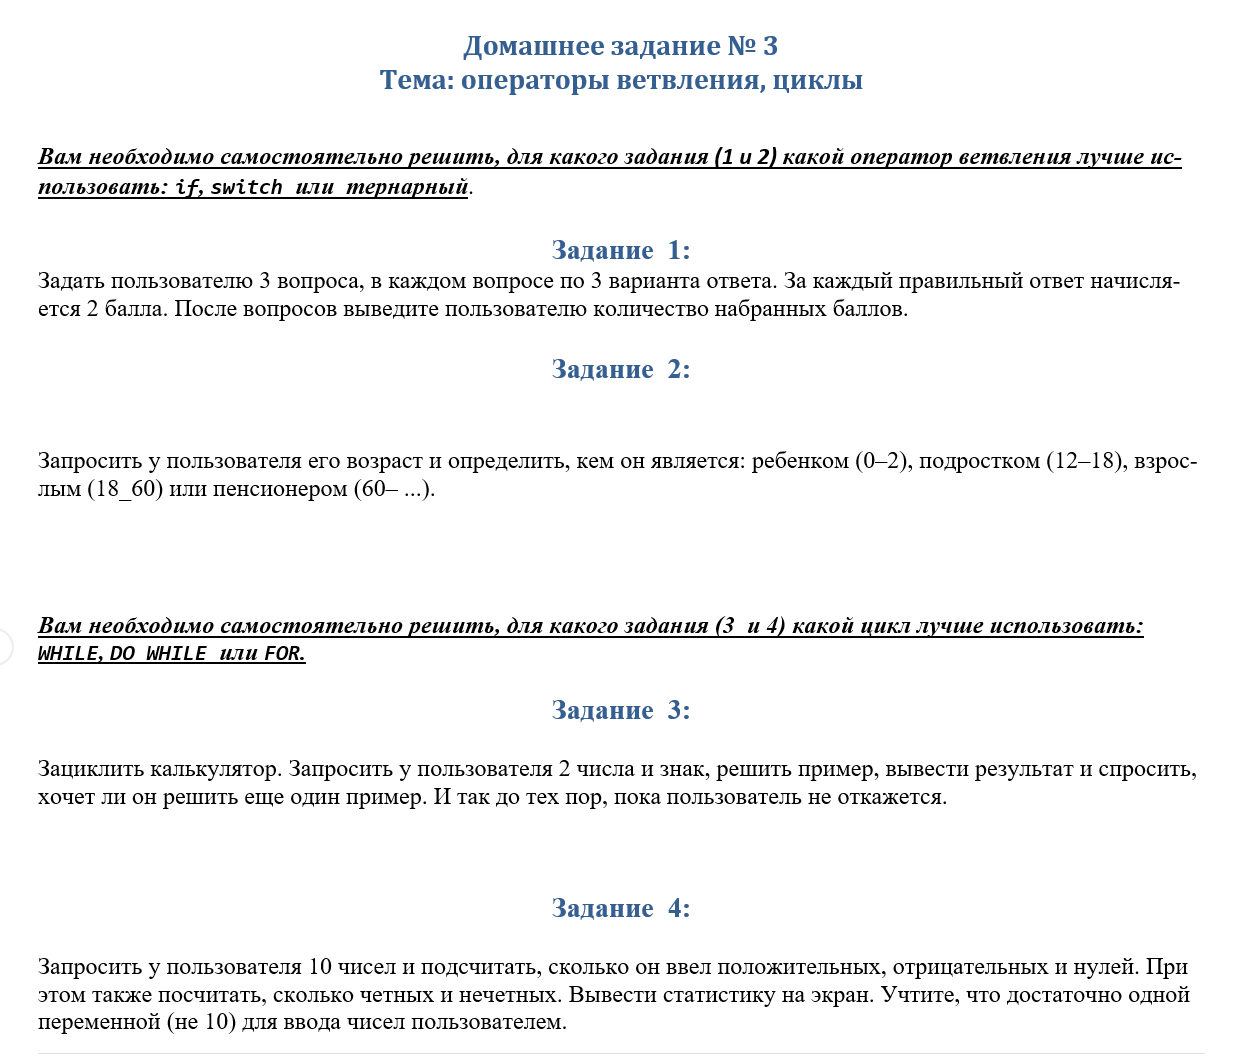 Домашнее задание № 3
Тема: операторы ветвления, циклы
Вам необходимо самостоятельно решить, для какого задания (1 и 2) какой оператор ветвления лучше ис-
пользовать: if, switch или тернарный.
Задание 1:
Задать пользователю 3 вопроса, в каждом вопросе по 3 варианта ответа. За каждый правильный ответ начисля-
ется 2 балла. После вопросов выведите пользователю количество набранных баллов.
Задание 2:
Запросить у пользователя его возраст и определить, кем он является: ребенком (0–2), подростком (12–18), взрос-
лым (18_60) или пенсионером (60– ...).
Вам необходимо самостоятельно решить, для какого задания (3 и 4) какой цикл лучше использовать:
WHILE, DO WHILE или FOR.
Задание 3:
Зациклить калькулятор. Запросить у пользователя 2 числа и знак, решить пример, вывести результат и спросить,
хочет ли он решить еще один пример. И так до тех пор, пока пользователь не откажется.
Задание 4:
Запросить у пользователя 10 чисел и подсчитать, сколько он ввел положительных, отрицательных и нулей. При
этом также посчитать, сколько четных и нечетных. Вывести статистику на экран. Учтите, что достаточно одной
переменной (не 10) для ввода чисел пользователем.